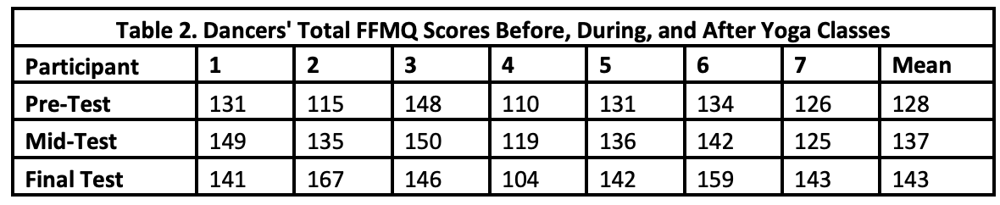 Table 2. Dancers' Total FFMQ Scores Before, During, and After Yoga Classes
Participant 1 2 3 4 5 6 7 Mean
Pre-Test 131 115 148 110 131 134 126 128
Mid-Test 149 135 150 119 136 142 125 137
Final Test 141 167 146 104 142 159 143 143